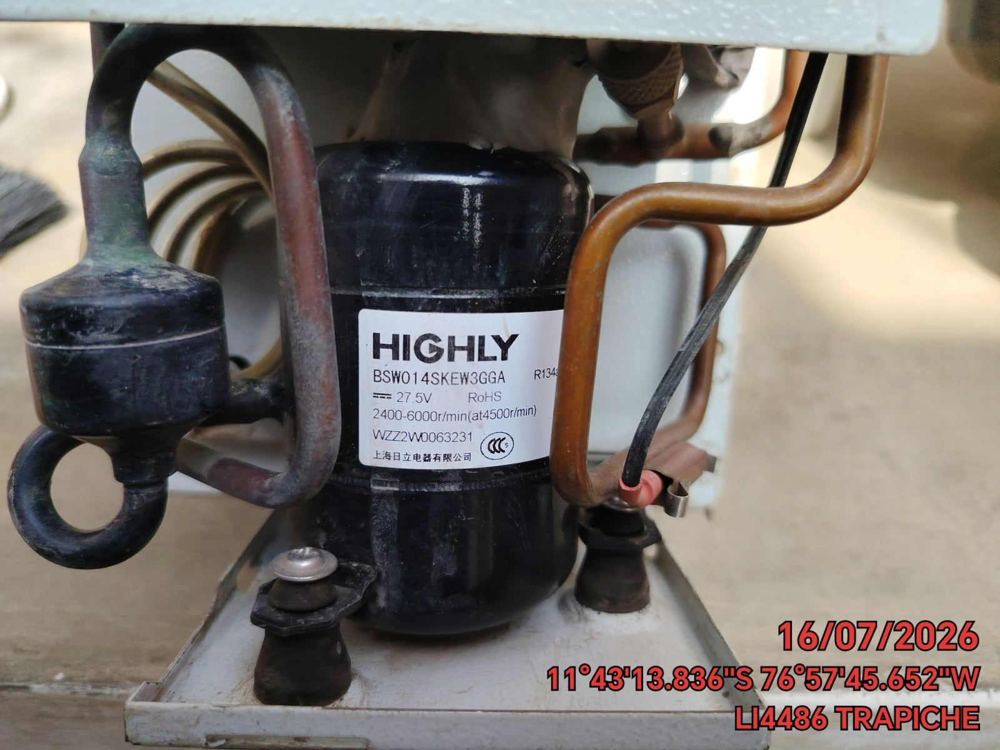 HIGHLY
BSW014SKEW3GGA R134a
27.5V RoHS
2400-6000r/min(at4500r/min)
WZZ2W0063231
CCC S
上海日立电器有限公司
16/07/2026
11°43'13.836"S 76°57'45.652"W
LI4486 TRAPICHE